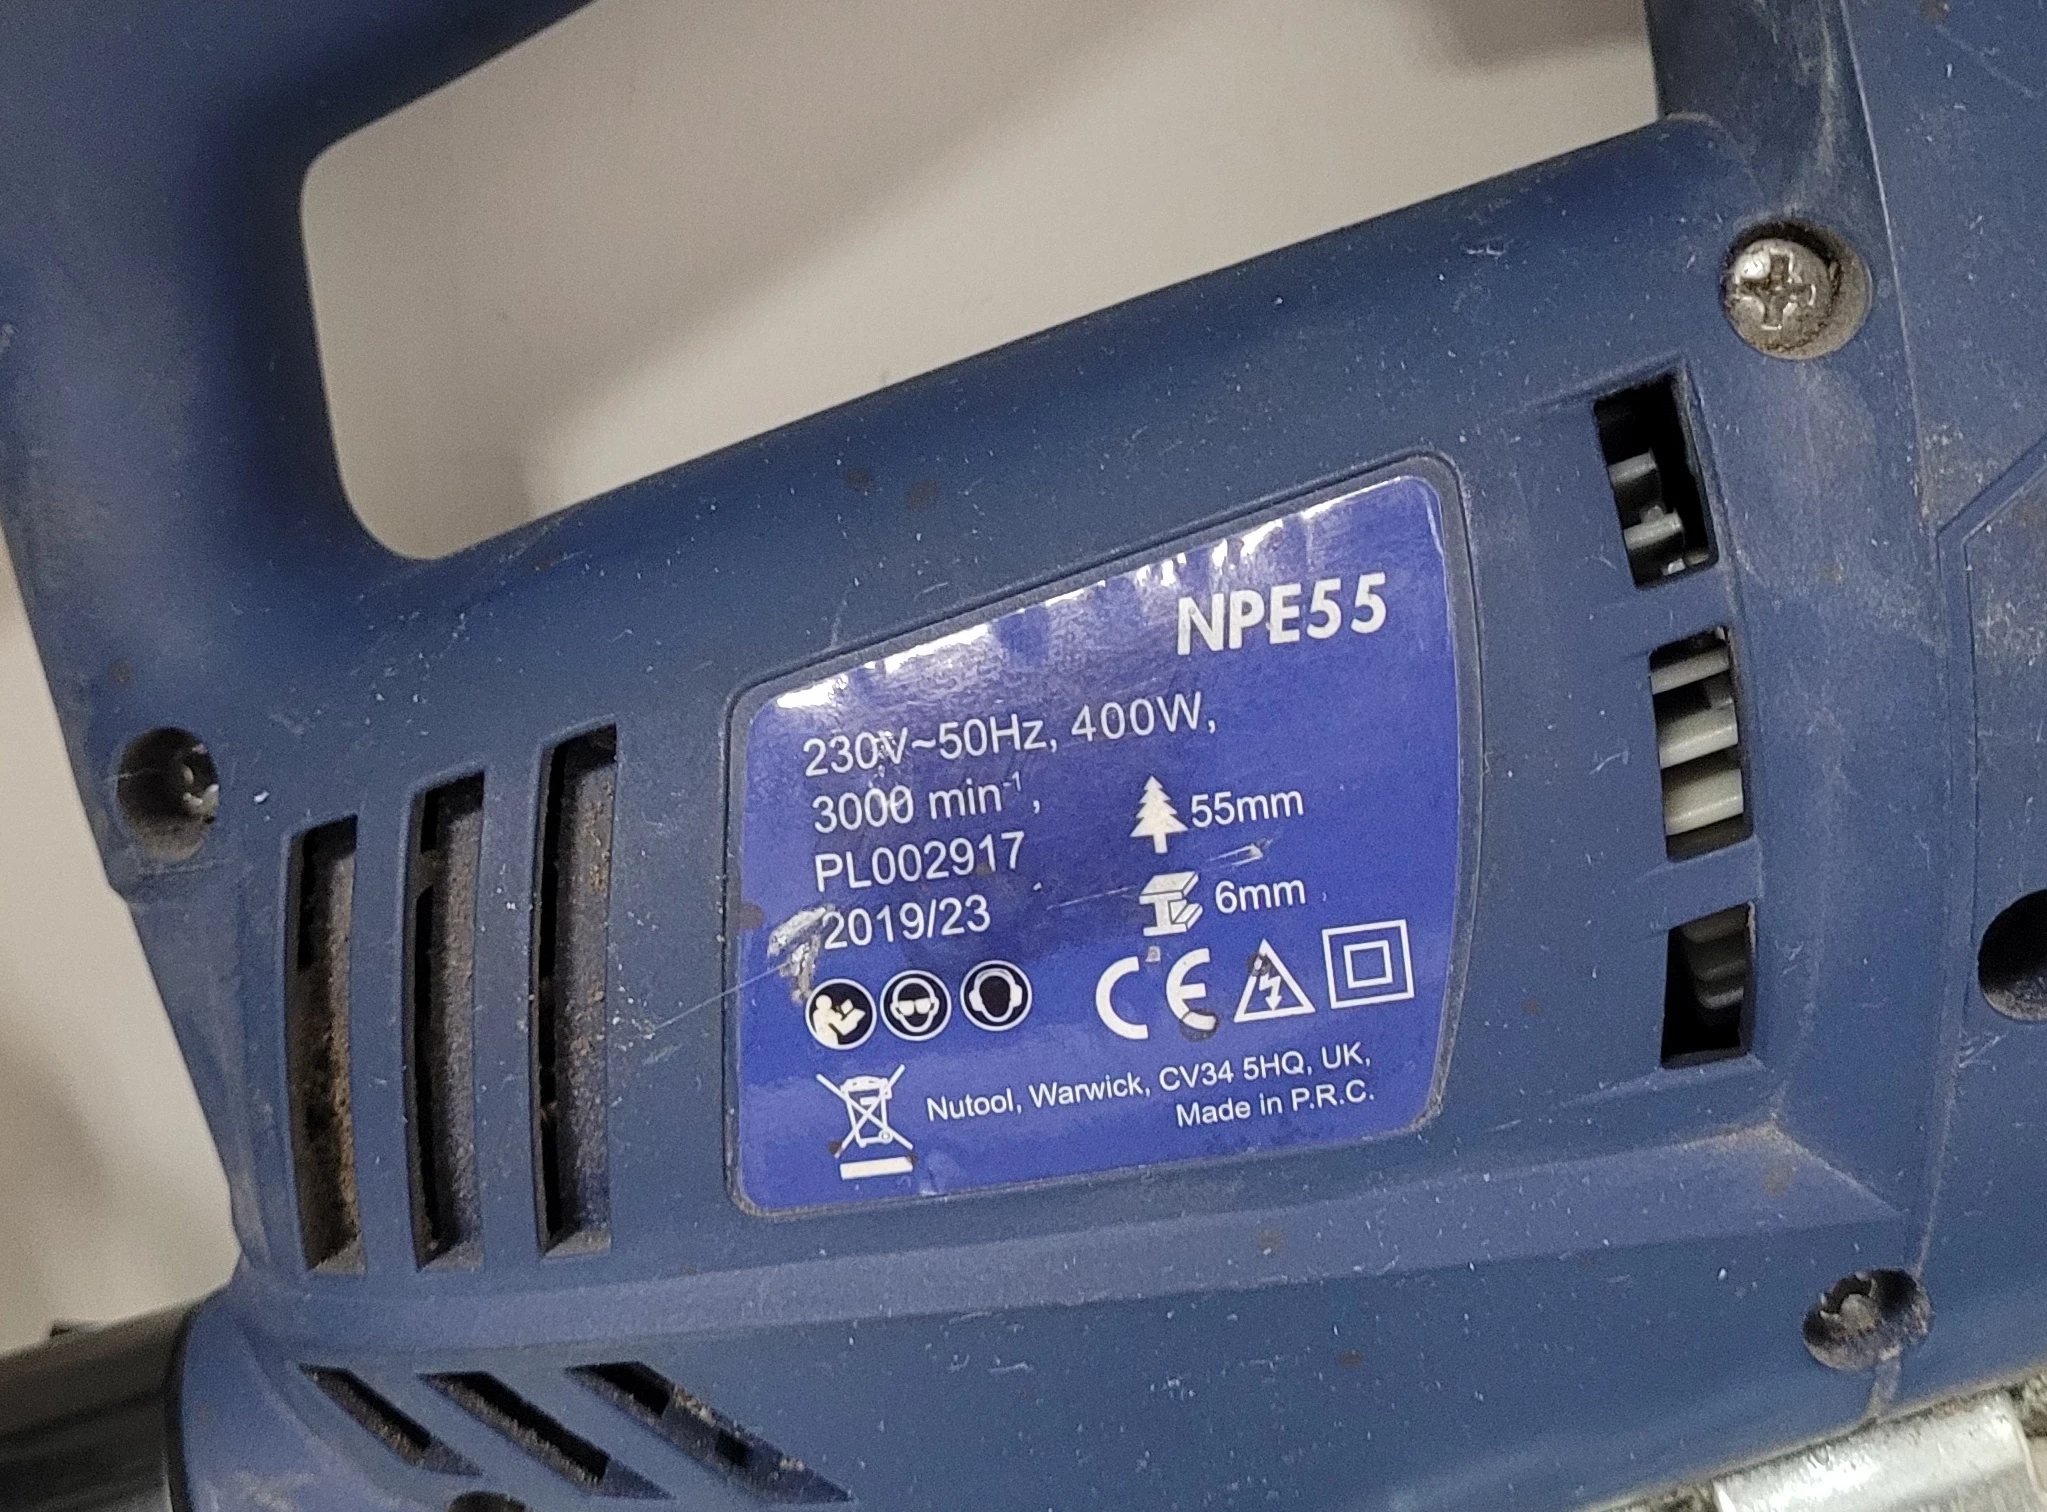 NPE55
230V~50Hz, 400W,
3000 min⁻¹,
55mm
PL002917
6mm
2019/23
CE
Nutool, Warwick, CV34 5HQ, UK,
Made in P.R.C.